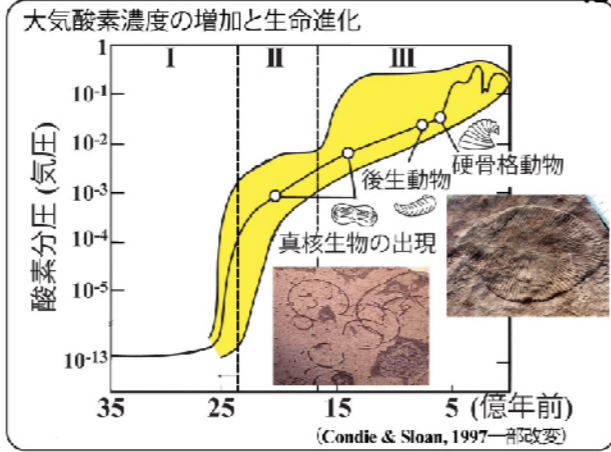 大気酸素濃度の増加と生命進化
I II III
1
10-1
10-2
10-3
10-4
10-5
10-13
酸素分圧 (気圧)
硬骨格動物
後生動物
真核生物の出現
35 25 15 5 (億年前)
(Condie & Sloan, 1997一部改変)